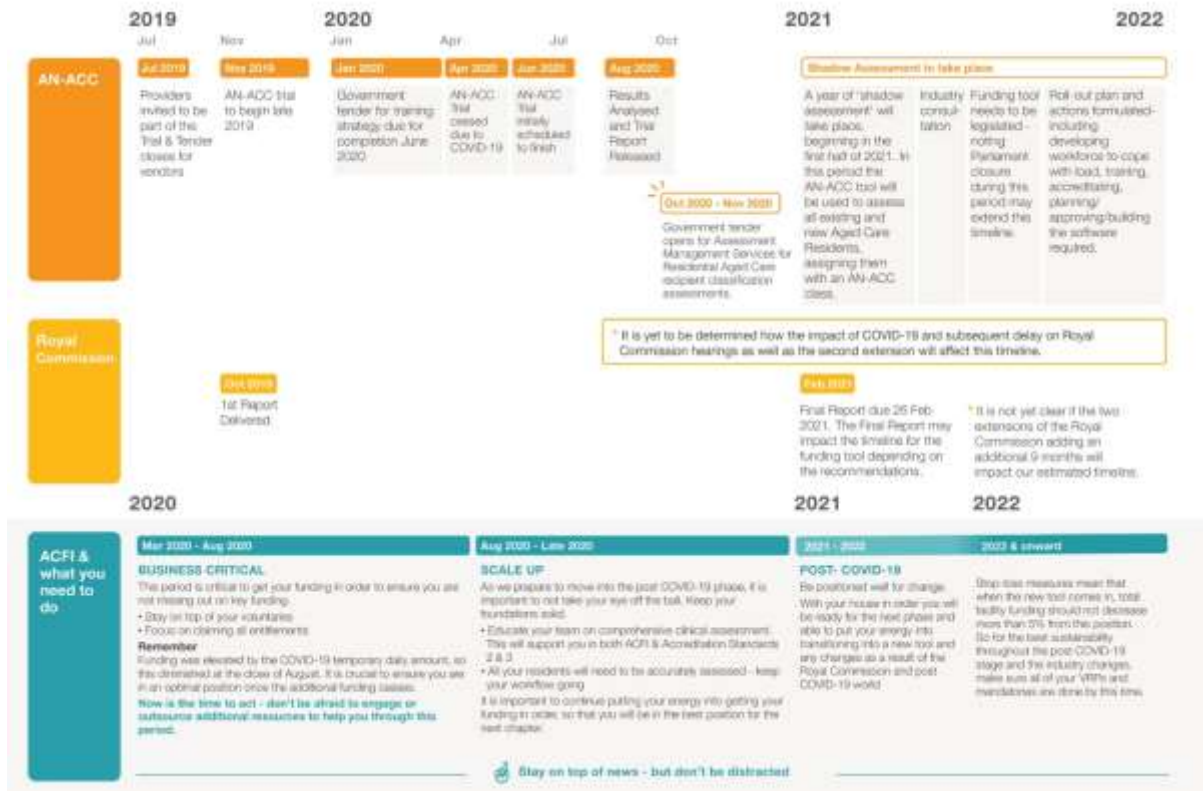 2019
2020
2021
2022
Jul
Nov
Jan
Apr
Jul
Oct
AN-ACC
Jul 2019
Nov 2019
Jan 2020
Apr 2020
Jun 2020
Aug 2020
Shadow Assessment to take place
Providers
invited to be
part of the
Trial & Tender
closes for
vendors
AN-ACC trial
to begin late
2019
Government
tender for training
strategy due for
completion June
2020
AN-ACC
Trial
ceased
due to
COVID-19
AN-ACC
Trial
initially
scheduled
to finish
Results
Analysed
and Trial
Report
Released
Oct 2020 - Nov 2020
Government tender
opens for Assessment
Management Services for
Residential Aged Care
recipient classification
assessments.
A year of 'shadow
assessment' will
take place,
beginning in the
first half of 2021. In
this period the
AN-ACC tool will
be used to assess
all existing and
new Aged Care
Residents,
assigning them
with an AN-ACC
class.
Industry
consul-
tation
Funding tool
needs to be
legislated -
noting
Parliament
closure
during this
period may
extend this
timeline.
Roll-out plan and
actions formulated-
including
developing
workforce to cope
with load, training,
accreditating,
planning/
approving/building
the software
required.
Royal
Commission
* It is yet to be determined how the impact of COVID-19 and subsequent delay on Royal
Commission hearings as well as the second extension will affect this timeline.
Oct 2019
1st Report
Delivered
Feb 2021
Final Report due 26 Feb
2021. The Final Report may
impact the timeline for the
funding tool depending on
the recommendations.
* It is not yet clear if the two
extensions of the Royal
Commission adding an
additional 9 months will
impact our estimated timeline.
2020
2021
2022
ACFI &
what you
need to
do
Mar 2020 - Aug 2020
BUSINESS CRITICAL
This period is critical to get your funding in order to ensure you are
not missing out on key funding.
• Stay on top of your voluntaries
• Focus on claiming all entitlements
Remember
Funding was elevated by the COVID-19 temporary daily amount, so
this diminished at the close of August. It is crucial to ensure you are
in an optimal position once the additional funding ceases.
Now is the time to act - don't be afraid to engage or
outsource additional resources to help you through this
period.
Aug 2020 - Late 2020
SCALE UP
As we prepare to move into the post COVID-19 phase, it is
important to not take your eye off the ball. Keep your
foundations solid.
• Educate your team on comprehensive clinical assessment.
This will support you in both ACFI & Accreditation Standards
2 & 3
• All your residents will need to be accurately assessed - keep
your workflow going
It is important to continue putting your energy into getting your
funding in order, so that you will be in the best position for the
next chapter.
2021 - 2022
POST- COVID-19
Be positioned well for change.
With your house in order you will
be ready for the next phase and
able to put your energy into
transitioning into a new tool and
any changes as a result of the
Royal Commission and post
COVID-19 world
2022 & onward
Stop-loss measures mean that
when the new tool comes in, total
facility funding should not decrease
more than 5% from this position.
So for the best sustainability
throughout the post COVID-19
stage and the industry changes,
make sure all of your VRPs and
mandatories are done by this time.
Stay on top of news - but don't be distracted